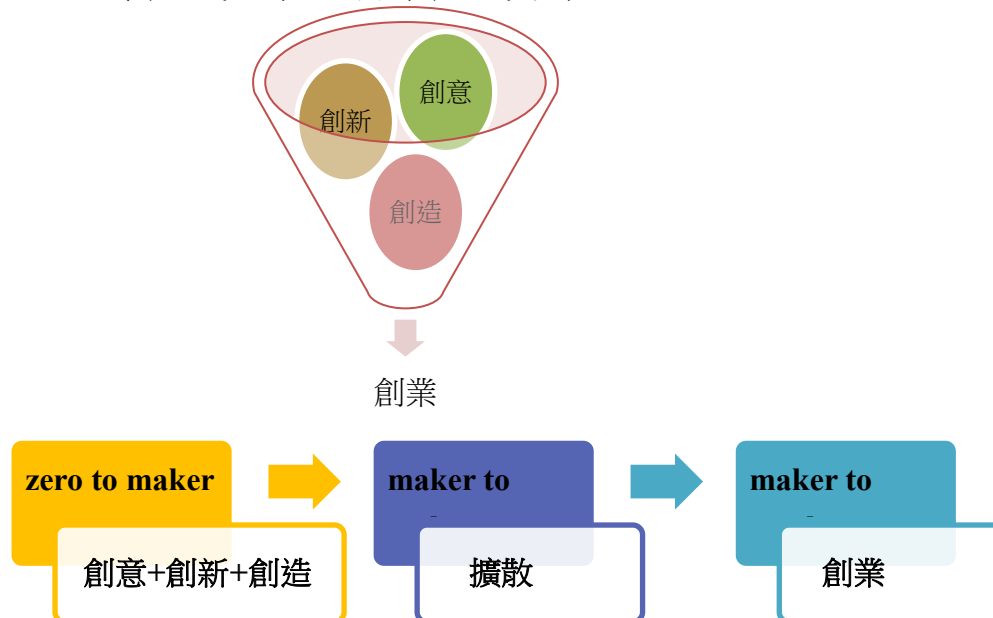 創意
創新
創造
創業
zero to maker
maker to
maker to
創意+創新+創造
擴散
創業